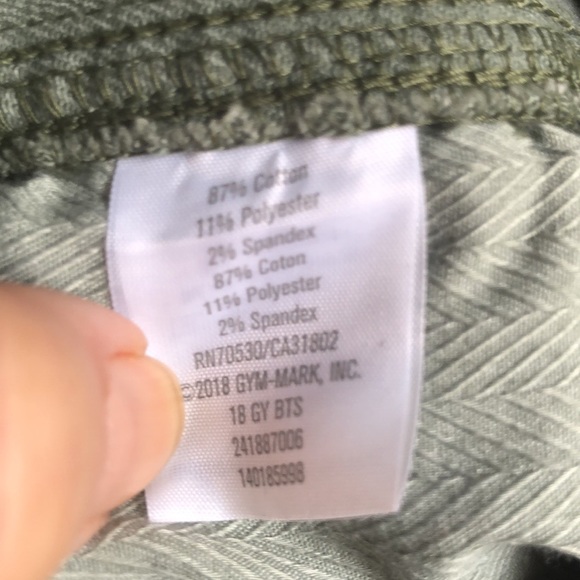 87% Cotton
11% Polyester
2% Spandex
87% Coton
11% Polyester
2% Spandex
RN70530/CA31802
©2018 GYM-MARK, INC.
18 GY BTS
241887006
140185998